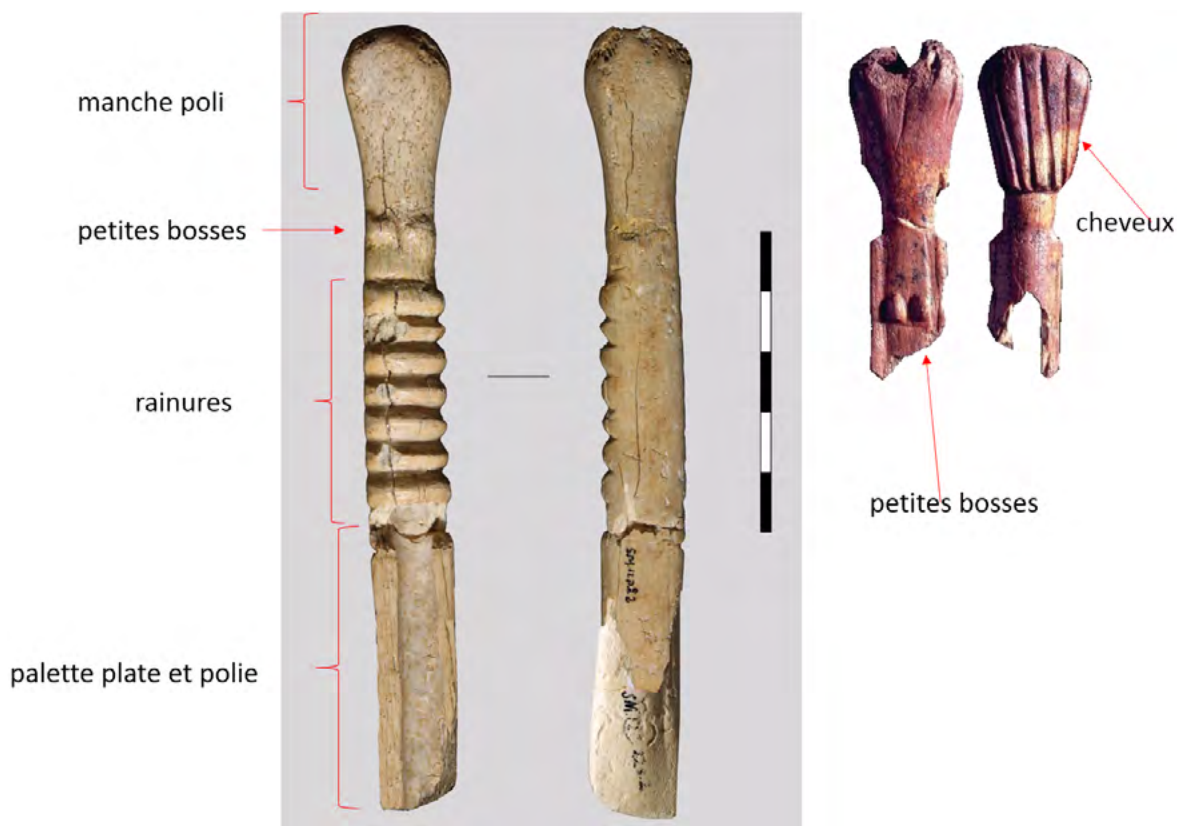 manche poli
petites bosses
rainures
palette plate et polie
cheveux
petites bosses